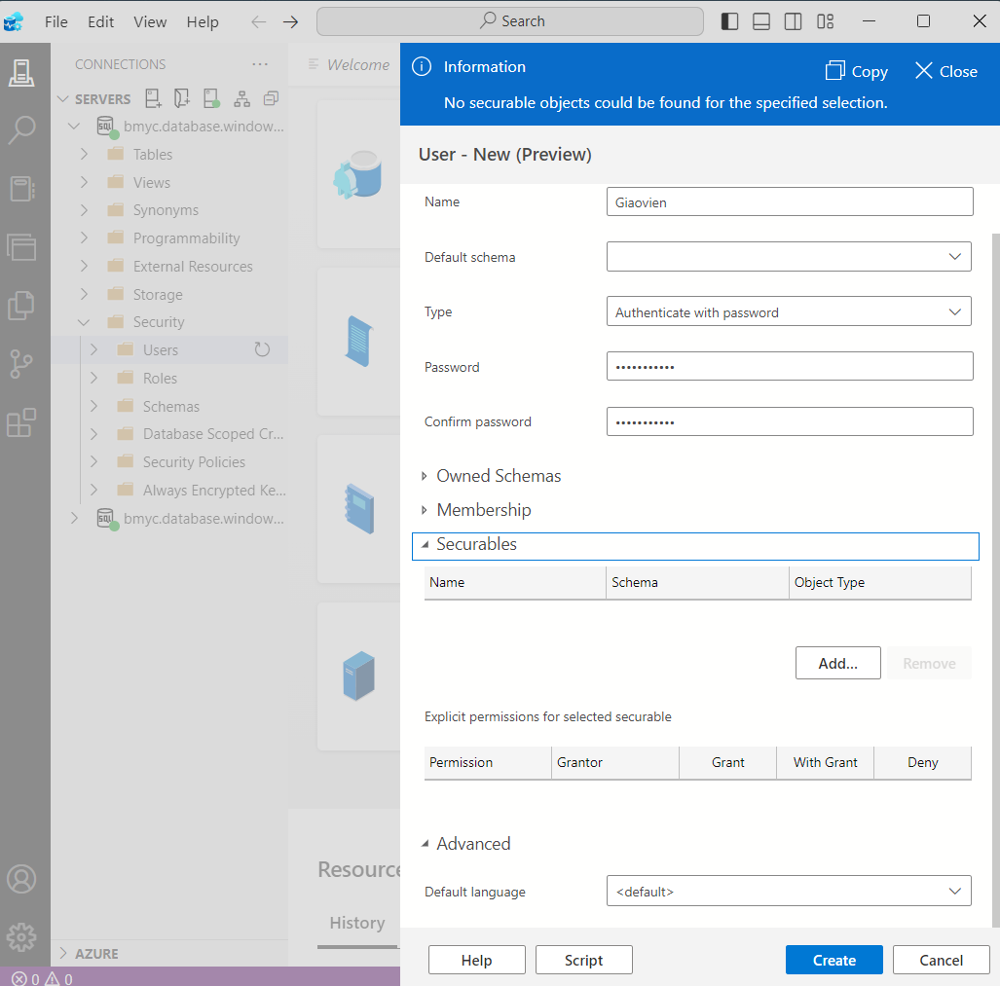 File Edit View Help Search
CONNECTIONS
SERVERS
bmyc.database.window...
Tables
Views
Synonyms
Programmability
External Resources
Storage
Security
Users
Roles
Schemas
Database Scoped Cr...
Security Policies
Always Encrypted Ke...
bmyc.database.window...
AZURE
0 0
Welcome
Resource
History
Information
Copy Close
No securable objects could be found for the specified selection.
User - New (Preview)
Name Giaovien
Default schema
Type Authenticate with password
Password •••••••••••
Confirm password •••••••••••
Owned Schemas
Membership
Securables
Name Schema Object Type
Add... Remove
Explicit permissions for selected securable
Permission Grantor Grant With Grant Deny
Advanced
Default language <default>
Help Script Create Cancel